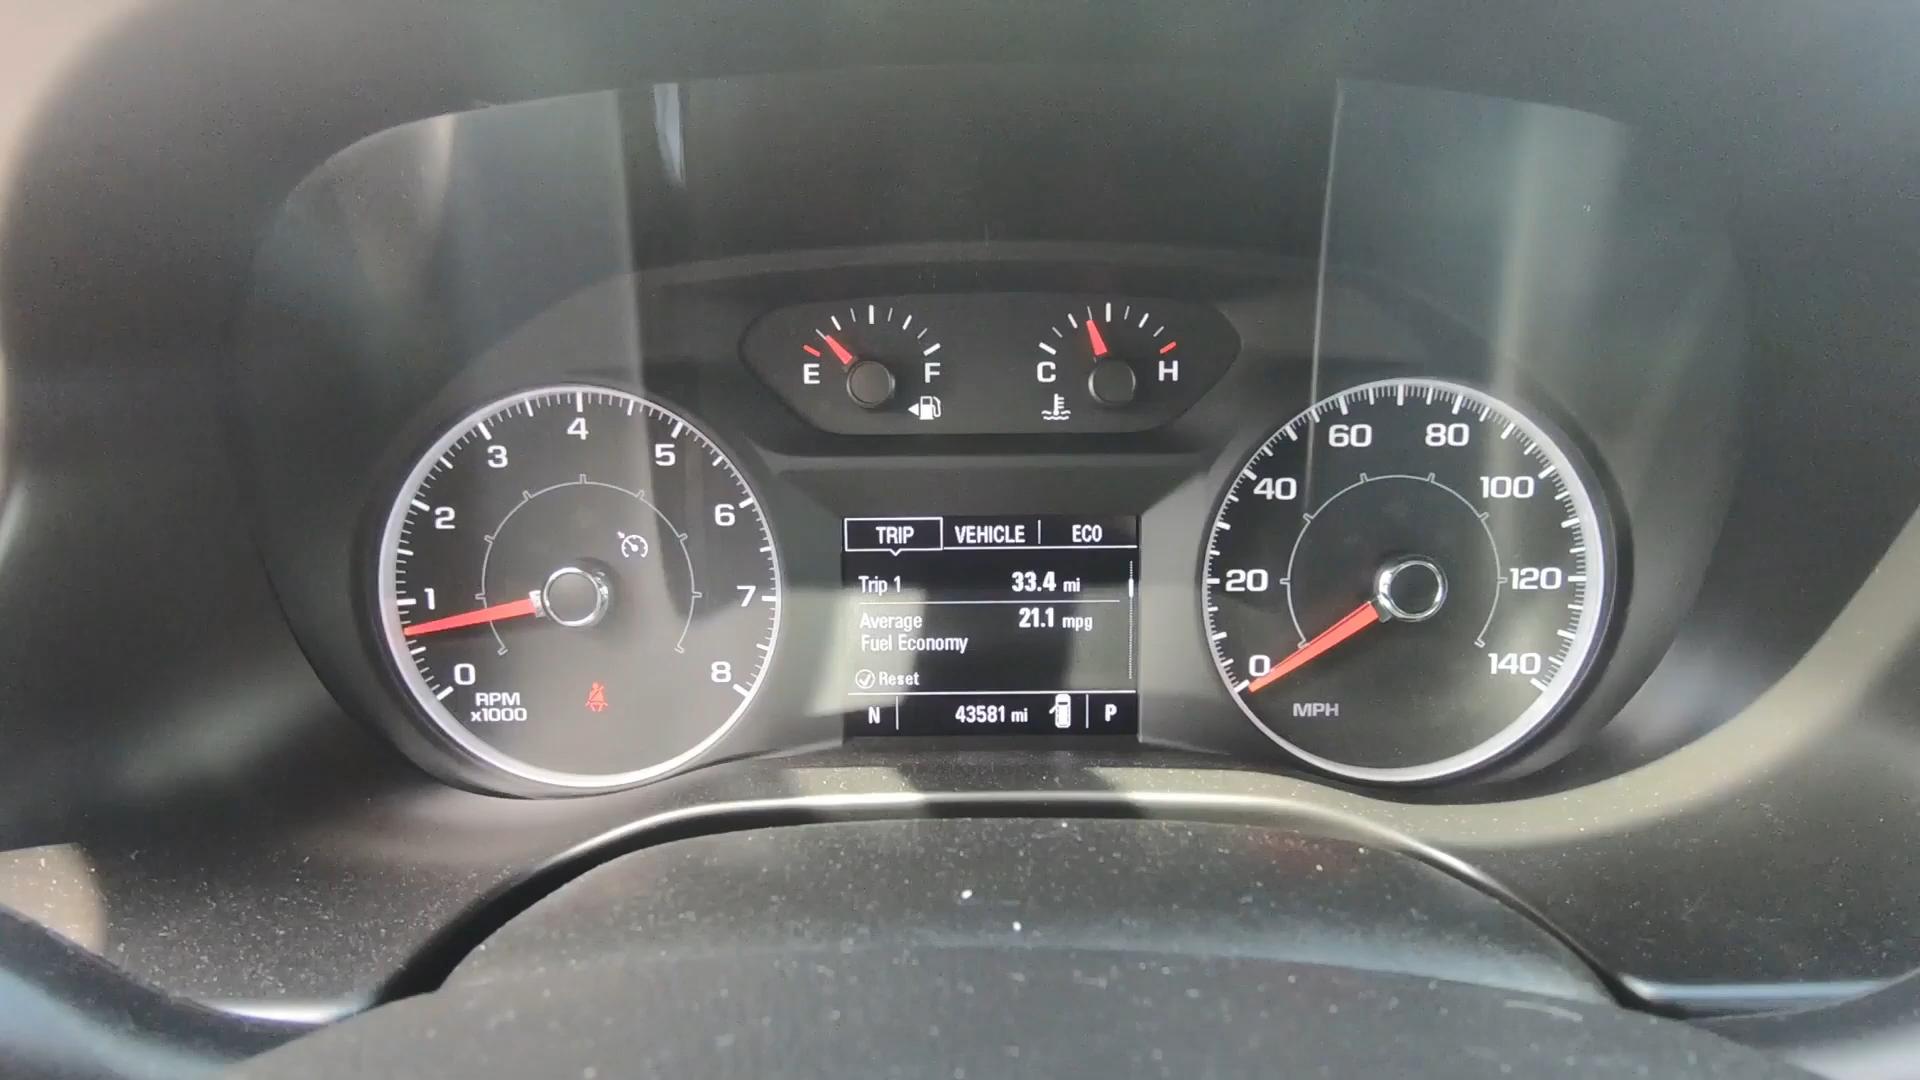 E F C H
0 1 2 3 4 5 6 7 8
RPM
x1000
TRIP VEHICLE ECO
Trip 1 33.4 mi
Average 21.1 mpg
Fuel Economy
Reset
N 43581 mi P
0 20 40 60 80 100 120 140
MPH